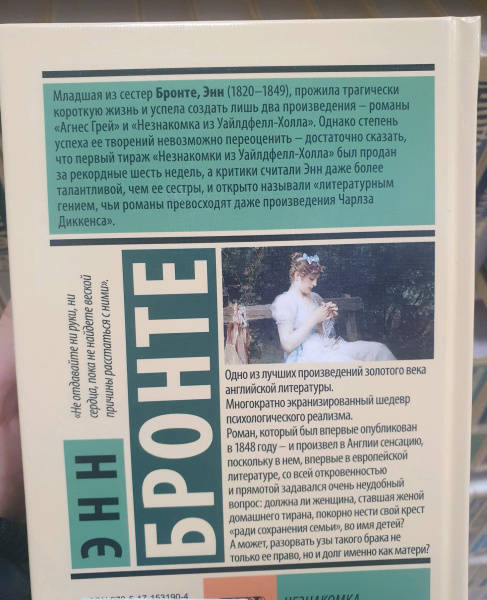 Младшая из сестер Бронте, Энн (1820–1849), прожила трагически
короткую жизнь и успела создать лишь два произведения – романы
«Агнес Грей» и «Незнакомка из Уайлдфелл-Холла». Однако степень
успеха ее творений невозможно переоценить – достаточно сказать,
что первый тираж «Незнакомки из Уайлдфелл-Холла» был продан
за рекордные шесть недель, а критики считали Энн даже более
талантливой, чем ее сестры, и открыто называли «литературным
гением, чьи романы превосходят даже произведения Чарлза
Диккенса».
«Не отдавайте ни руки, ни
сердца, пока не найдете веской
причины расстаться с ними».
ЭНН
БРОНТЕ
Одно из лучших произведений золотого века
английской литературы.
Многократно экранизированный шедевр
психологического реализма.
Роман, который был впервые опубликован
в 1848 году – и произвел в Англии сенсацию,
поскольку в нем, впервые в европейской
литературе, со всей откровенностью
и прямотой задавался очень неудобный
вопрос: должна ли женщина, ставшая женой
домашнего тирана, покорно нести свой крест
«ради сохранения семьи», во имя детей?
А может, разорвать узы такого брака не
только ее право, но и долг именно как матери?
5-17-153190-4
НЕЗНАКОМКА